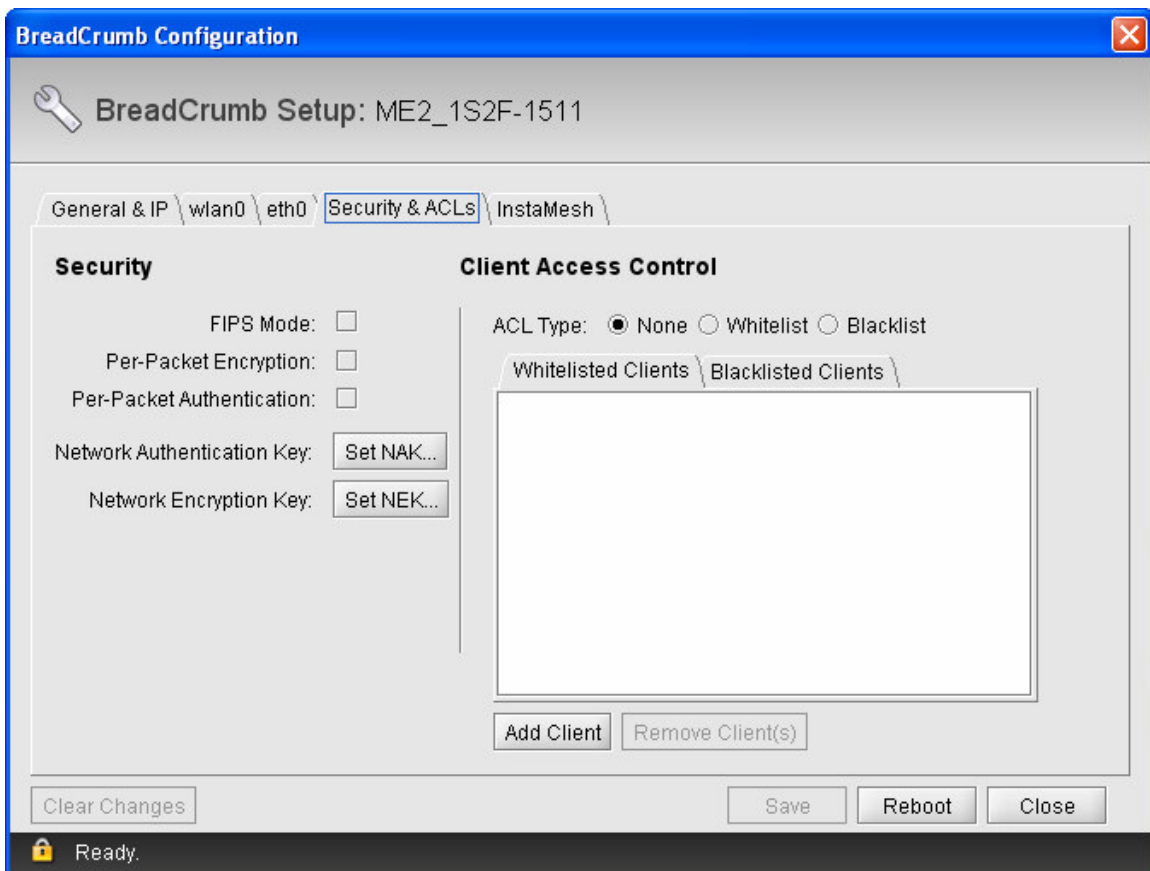 BreadCrumb Configuration
BreadCrumb Setup: ME2_1S2F-1511
General & IP
wlan0
eth0
Security & ACLs
InstaMesh
Security
FIPS Mode:
Per-Packet Encryption:
Per-Packet Authentication:
Network Authentication Key: Set NAK...
Network Encryption Key: Set NEK...
Client Access Control
ACL Type: None Whitelist Blacklist
Whitelisted Clients
Blacklisted Clients
Add Client
Remove Client(s)
Clear Changes
Save
Reboot
Close
Ready.